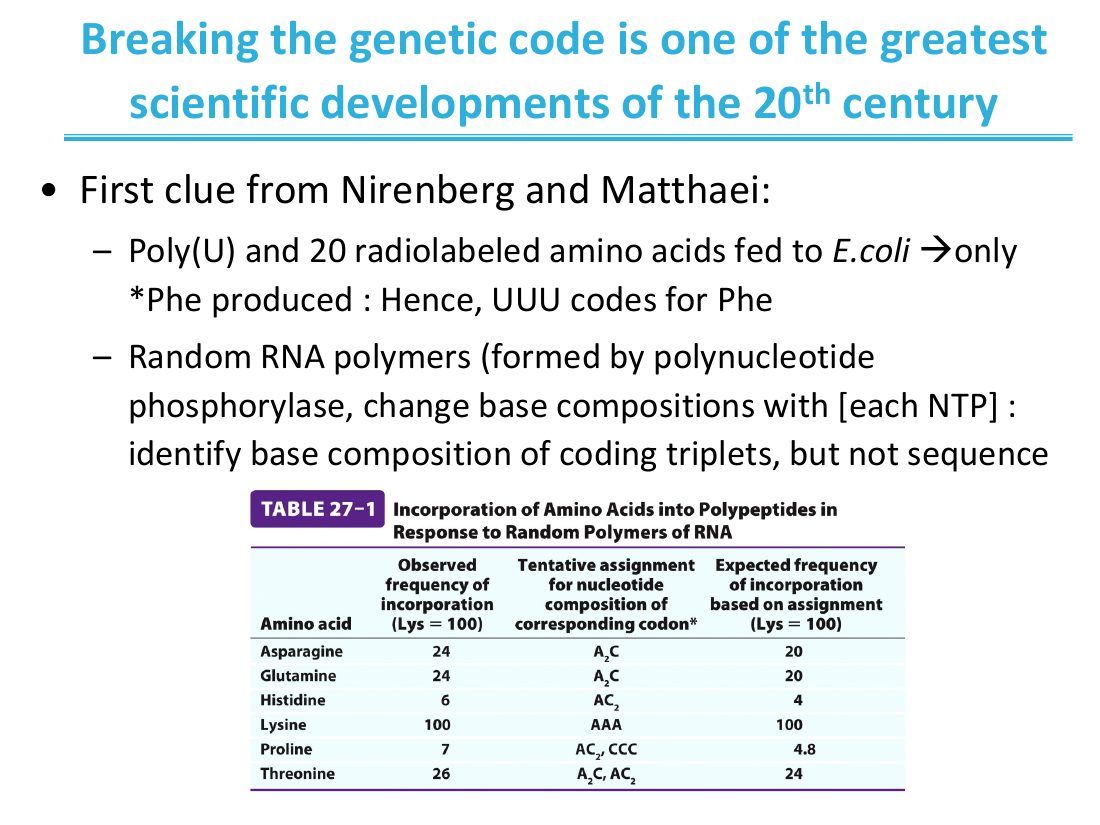 Breaking the genetic code is one of the greatest
scientific developments of the 20th century
• First clue from Nirenberg and Matthaei:
– Poly(U) and 20 radiolabeled amino acids fed to E.coli →only
*Phe produced : Hence, UUU codes for Phe
– Random RNA polymers (formed by polynucleotide
phosphorylase, change base compositions with [each NTP] :
identify base composition of coding triplets, but not sequence
TABLE 27–1 Incorporation of Amino Acids into Polypeptides in
Response to Random Polymers of RNA
Observed Tentative assignment Expected frequency
frequency of for nucleotide of incorporation
incorporation composition of based on assignment
Amino acid (Lys = 100) corresponding codon* (Lys = 100)
Asparagine 24 A₂C 20
Glutamine 24 A₂C 20
Histidine 6 AC₂ 4
Lysine 100 AAA 100
Proline 7 AC₂, CCC 4.8
Threonine 26 A₂C, AC₂ 24